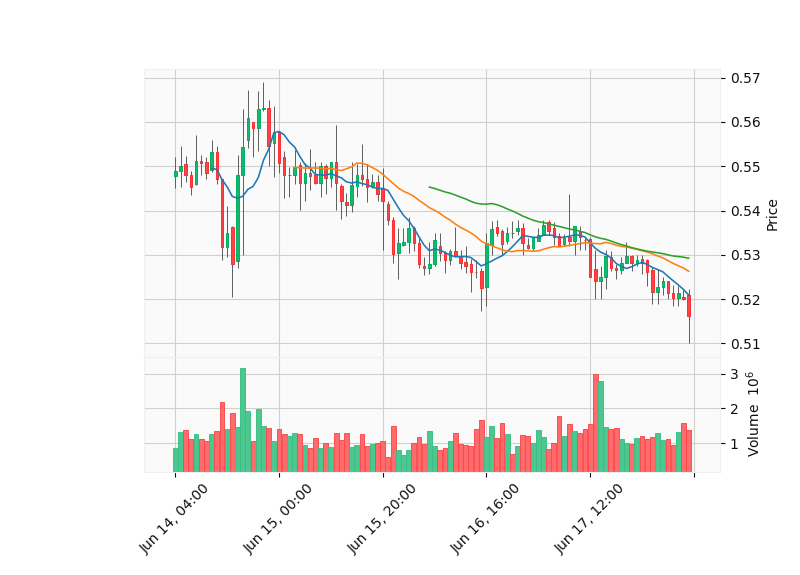 0.57
0.56
0.55
0.54
0.53
0.52
0.51
Price
3
2
1
Volume 10^6
Jun 14, 04:00
Jun 15, 00:00
Jun 15, 20:00
Jun 16, 16:00
Jun 17, 12:00